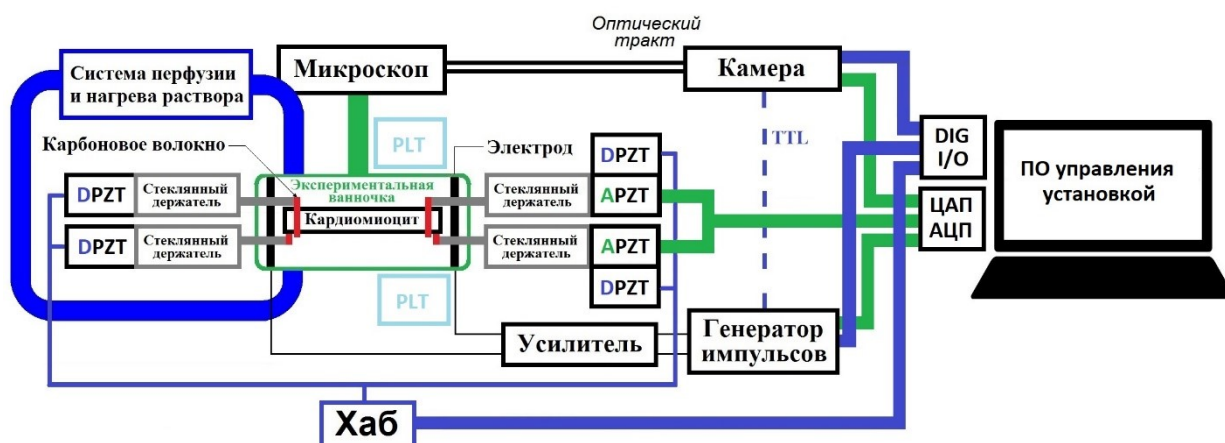 Оптический
тракт
Система перфузии
и нагрева раствора
Микроскоп
Камера
Карбоновое волокно
PLT
Электрод
TTL
DIG
I/O
ЦАП
АЦП
ПО управления
установкой
DPZT
Стеклянный
держатель
DPZT
Стеклянный
держатель
Экспериментальная
ванночка
Кардиомиоцит
Стеклянный
держатель
Стеклянный
держатель
DPZT
APZT
APZT
DPZT
PLT
Усилитель
Генератор
импульсов
Хаб